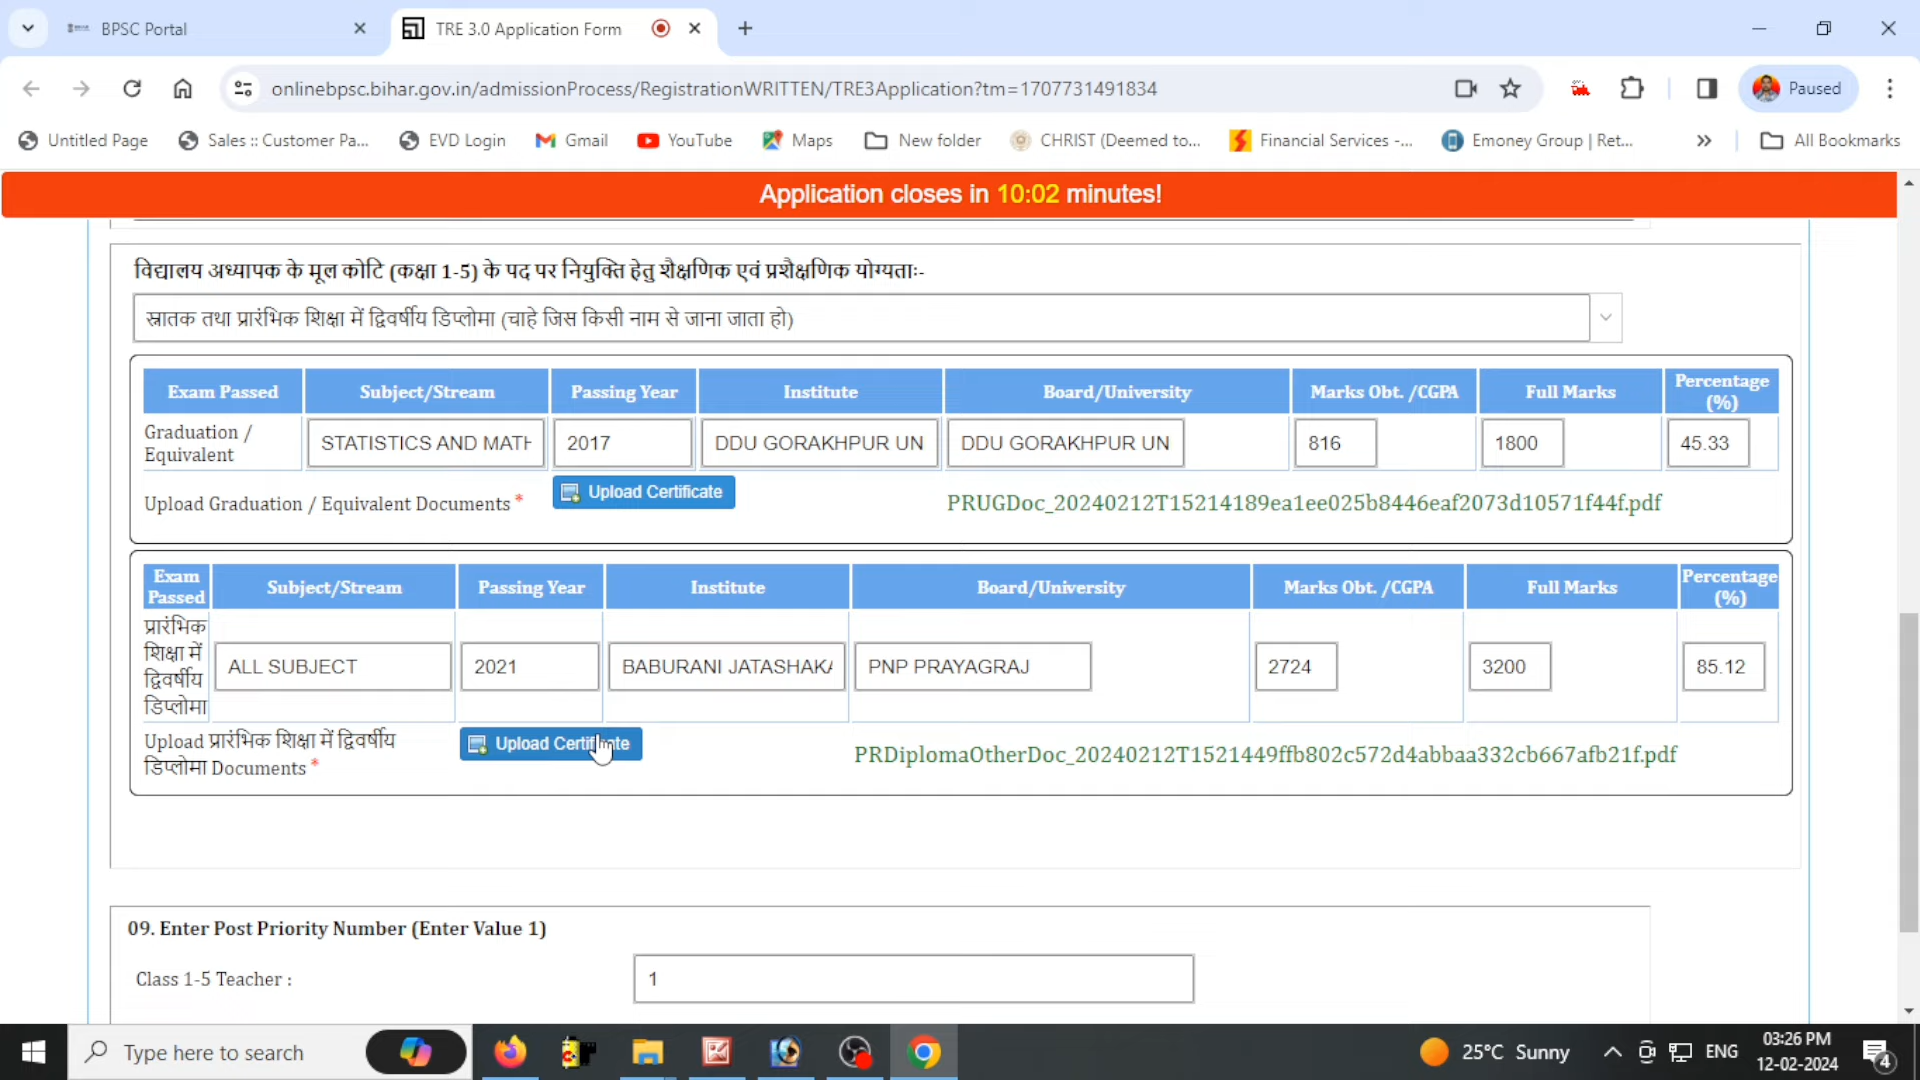 BPSC Portal
TRE 3.0 Application Form
onlinebpsc.bihar.gov.in/admissionProcess/RegistrationWRITTEN/TRE3Application?tm=1707731491834
Paused
Untitled Page
Sales :: Customer Pa...
EVD Login
Gmail
YouTube
Maps
New folder
CHRIST (Deemed to...
Financial Services -...
Emoney Group | Ret...
»
All Bookmarks
Application closes in 10:02 minutes!
विद्यालय अध्यापक के मूल कोटि (कक्षा 1-5) के पद पर नियुक्ति हेतु शैक्षणिक एवं प्रशैक्षणिक योग्यताः-
स्नातक तथा प्रारंभिक शिक्षा में द्विवर्षीय डिप्लोमा (चाहे जिस किसी नाम से जाना जाता हो)
Exam Passed Subject/Stream Passing Year Institute Board/University Marks Obt. /CGPA Full Marks Percentage (%)
Graduation / Equivalent STATISTICS AND MATH 2017 DDU GORAKHPUR UN DDU GORAKHPUR UN 816 1800 45.33
Upload Graduation / Equivalent Documents * Upload Certificate PRUGDoc_20240212T15214189ea1ee025b8446eaf2073d10571f44f.pdf
Exam Passed Subject/Stream Passing Year Institute Board/University Marks Obt. /CGPA Full Marks Percentage (%)
प्रारंभिक शिक्षा में द्विवर्षीय डिप्लोमा ALL SUBJECT 2021 BABURANI JATASHAKA PNP PRAYAGRAJ 2724 3200 85.12
Upload प्रारंभिक शिक्षा में द्विवर्षीय डिप्लोमा Documents * Upload Certificate PRDiplomaOtherDoc_20240212T1521449ffb802c572d4abbaa332cb667afb21f.pdf
09. Enter Post Priority Number (Enter Value 1)
Class 1-5 Teacher : 1
Type here to search
25°C Sunny
ENG
03:26 PM
12-02-2024
4